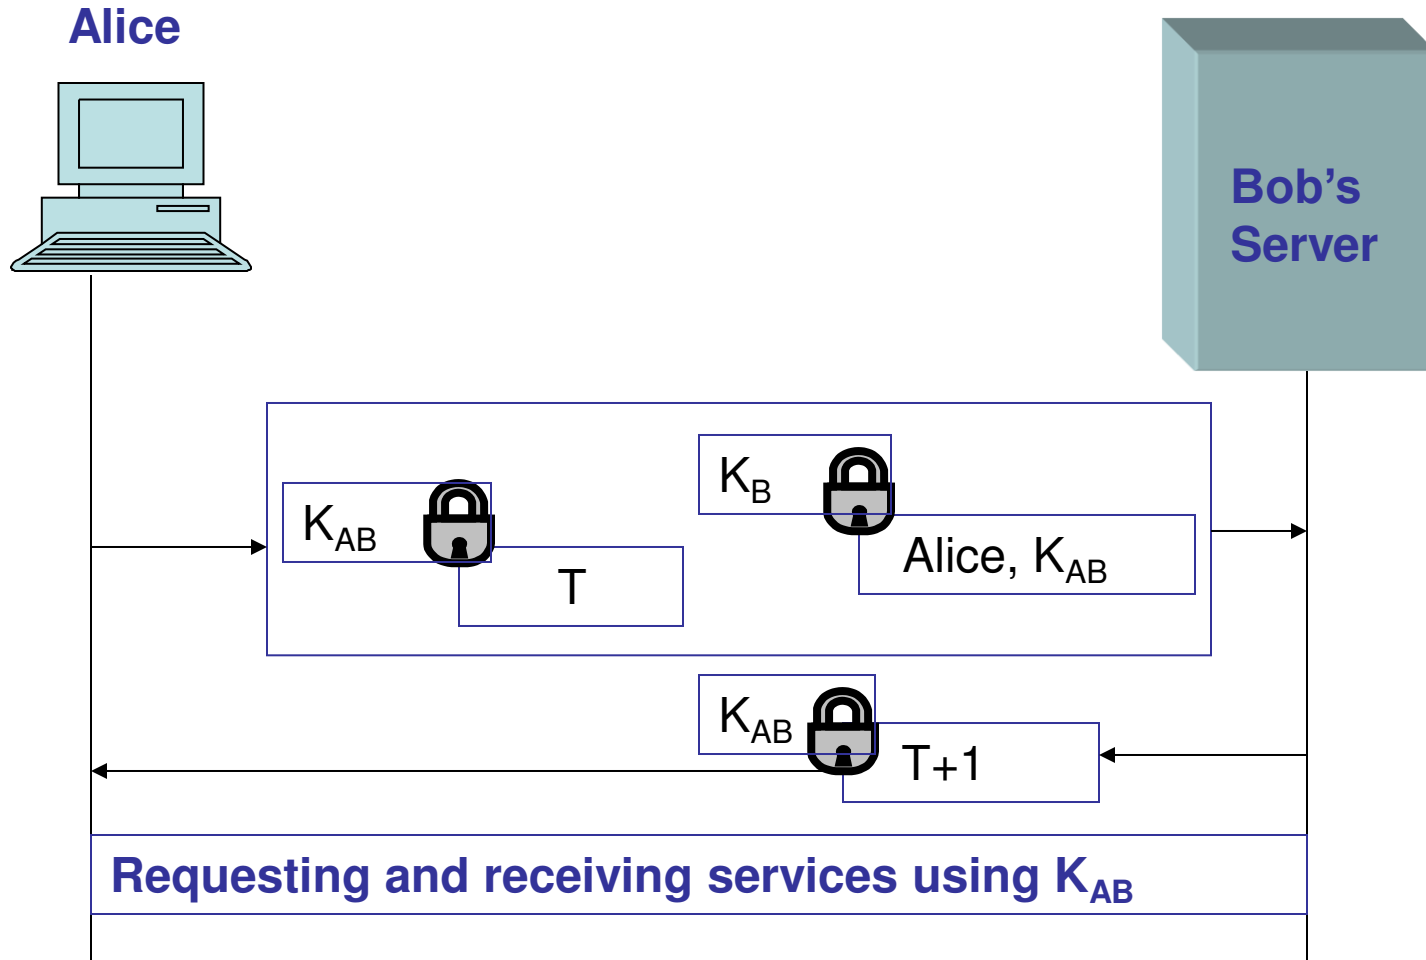 Alice
Bob’s
Server
K_B
K_AB
Alice, K_AB
T
K_AB
T+1
Requesting and receiving services using K_AB